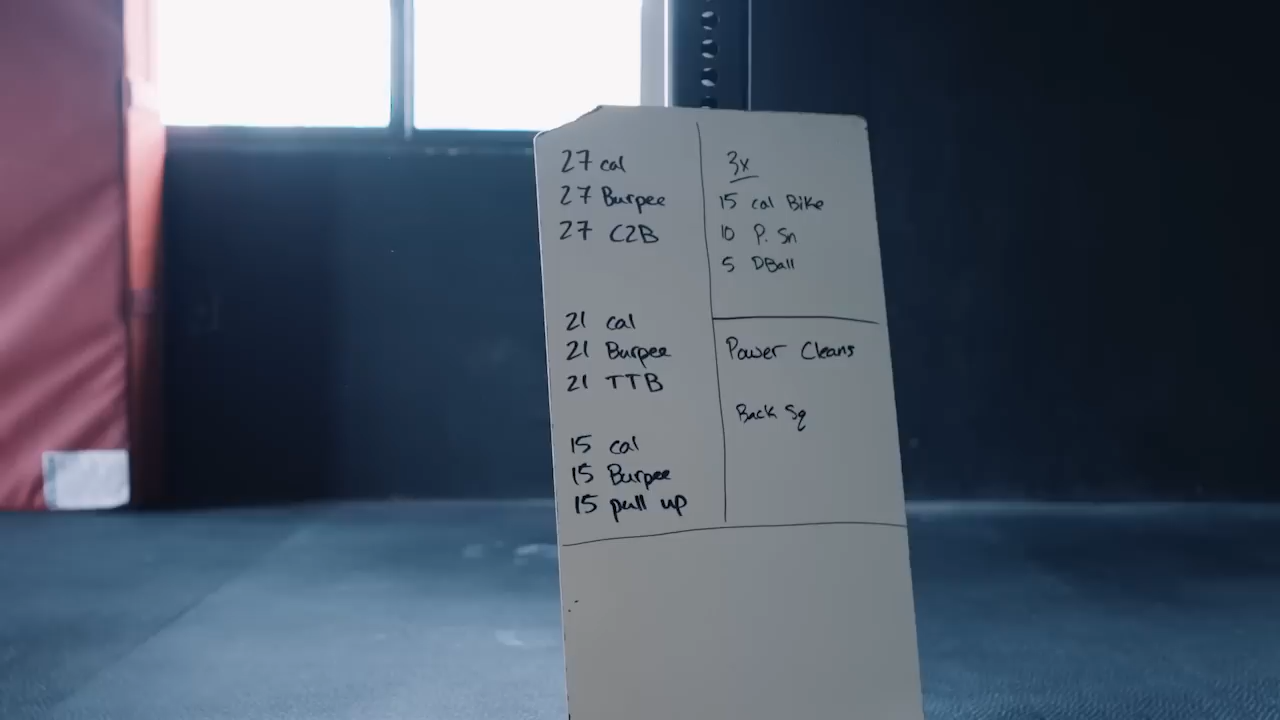 27 cal
27 Burpee
27 C2B
21 cal
21 Burpee
21 TTB
15 cal
15 Burpee
15 pull up
3x
15 cal Bike
10 P. Sn
5 DBall
Power Cleans
Back Sq